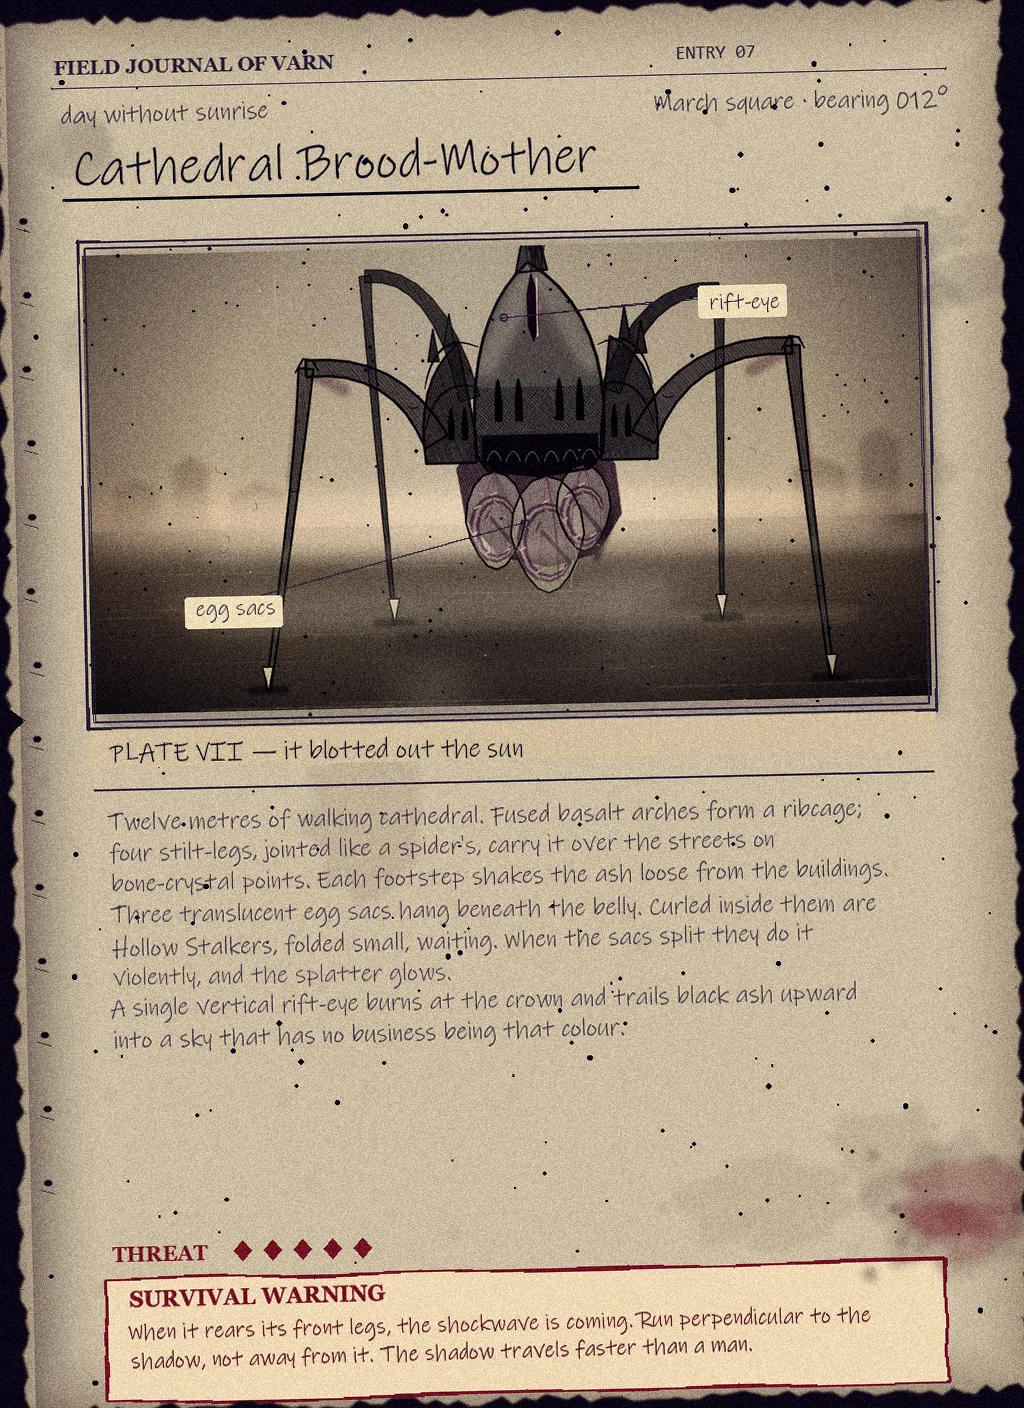 FIELD JOURNAL OF VARN
ENTRY 07
day without sunrise
March square · bearing 012°
Cathedral Brood-Mother
rift-eye
egg sacs
PLATE VII — it blotted out the sun
Twelve metres of walking cathedral. Fused basalt arches form a ribcage;
four stilt-legs, jointed like a spider's, carry it over the streets on
bone-crystal points. Each footstep shakes the ash loose from the buildings.
Three translucent egg sacs hang beneath the belly. Curled inside them are
Hollow Stalkers, folded small, waiting. When the sacs split they do it
violently, and the splatter glows.
A single vertical rift-eye burns at the crown and trails black ash upward
into a sky that has no business being that colour.
THREAT ◆ ◆ ◆ ◆ ◆
SURVIVAL WARNING
When it rears its front legs, the shockwave is coming. Run perpendicular to the
shadow, not away from it. The shadow travels faster than a man.